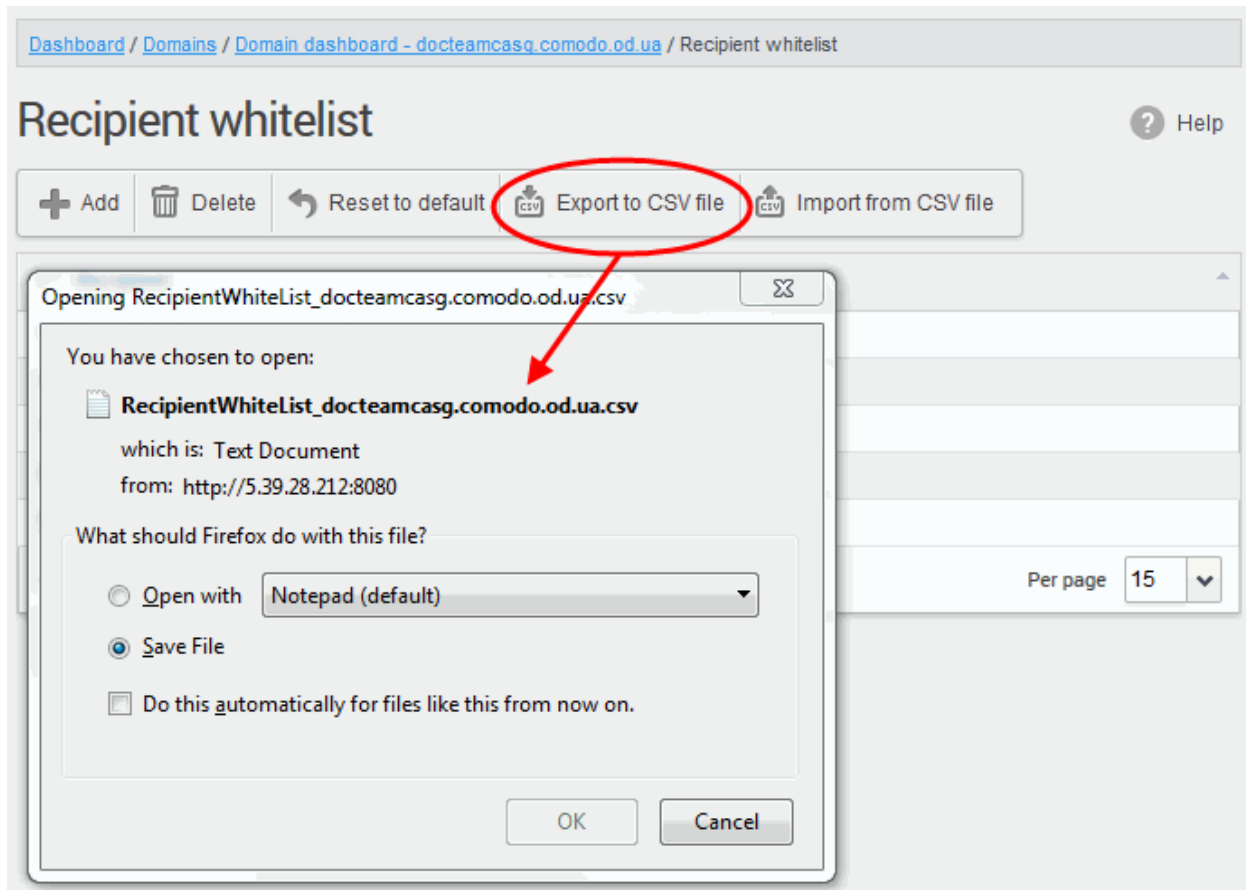 Dashboard / Domains / Domain dashboard - docteamcasg.comodo.od.ua / Recipient whitelist
Recipient whitelist
? Help
Add Delete Reset to default CSV Export to CSV file CSV Import from CSV file
Opening RecipientWhiteList_docteamcasg.comodo.od.ua.csv
You have chosen to open:
RecipientWhiteList_docteamcasg.comodo.od.ua.csv
which is: Text Document
from: http://5.39.28.212:8080
What should Firefox do with this file?
Open with Notepad (default)
Per page 15
Save File
Do this automatically for files like this from now on.
OK Cancel